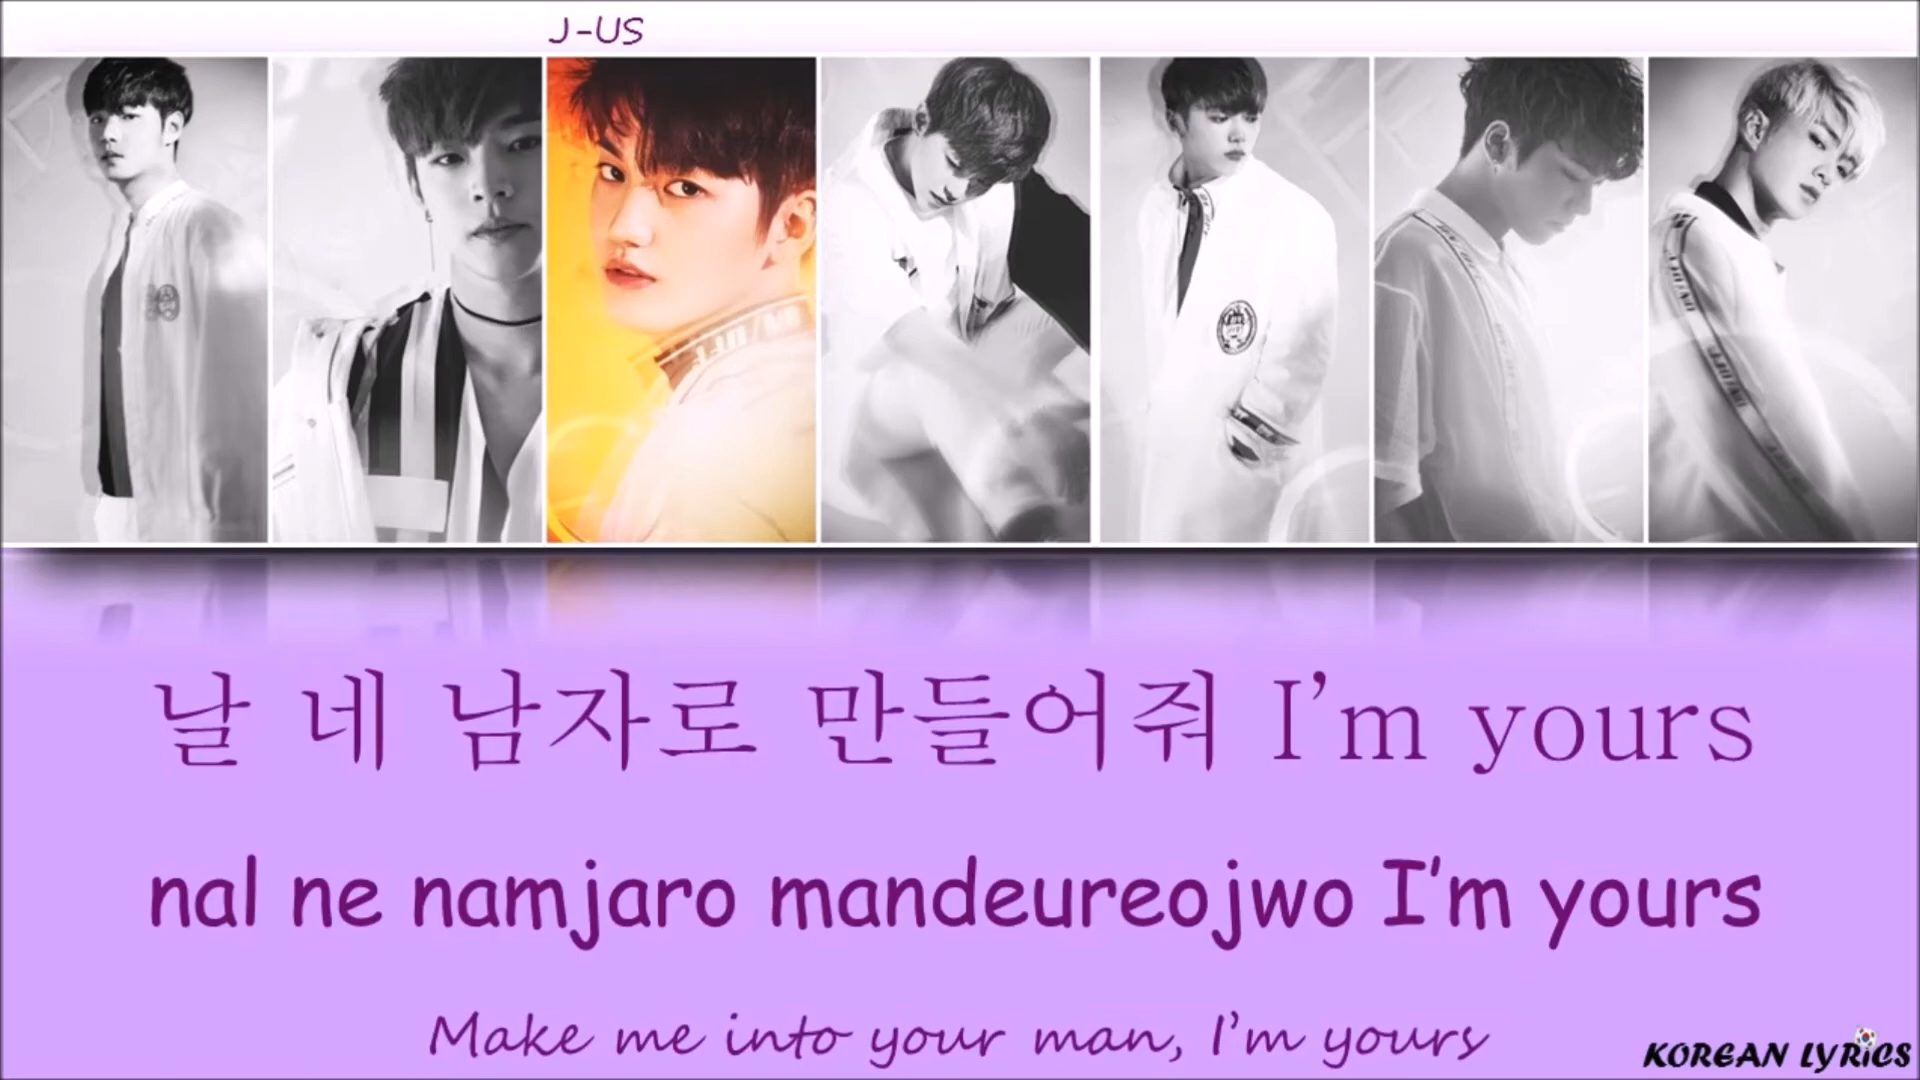 J-US
날 네 남자로 만들어줘 I'm yours
nal ne namjaro mandeureojwo I'm yours
Make me into your man, I'm yours
KOREAN LYRICS